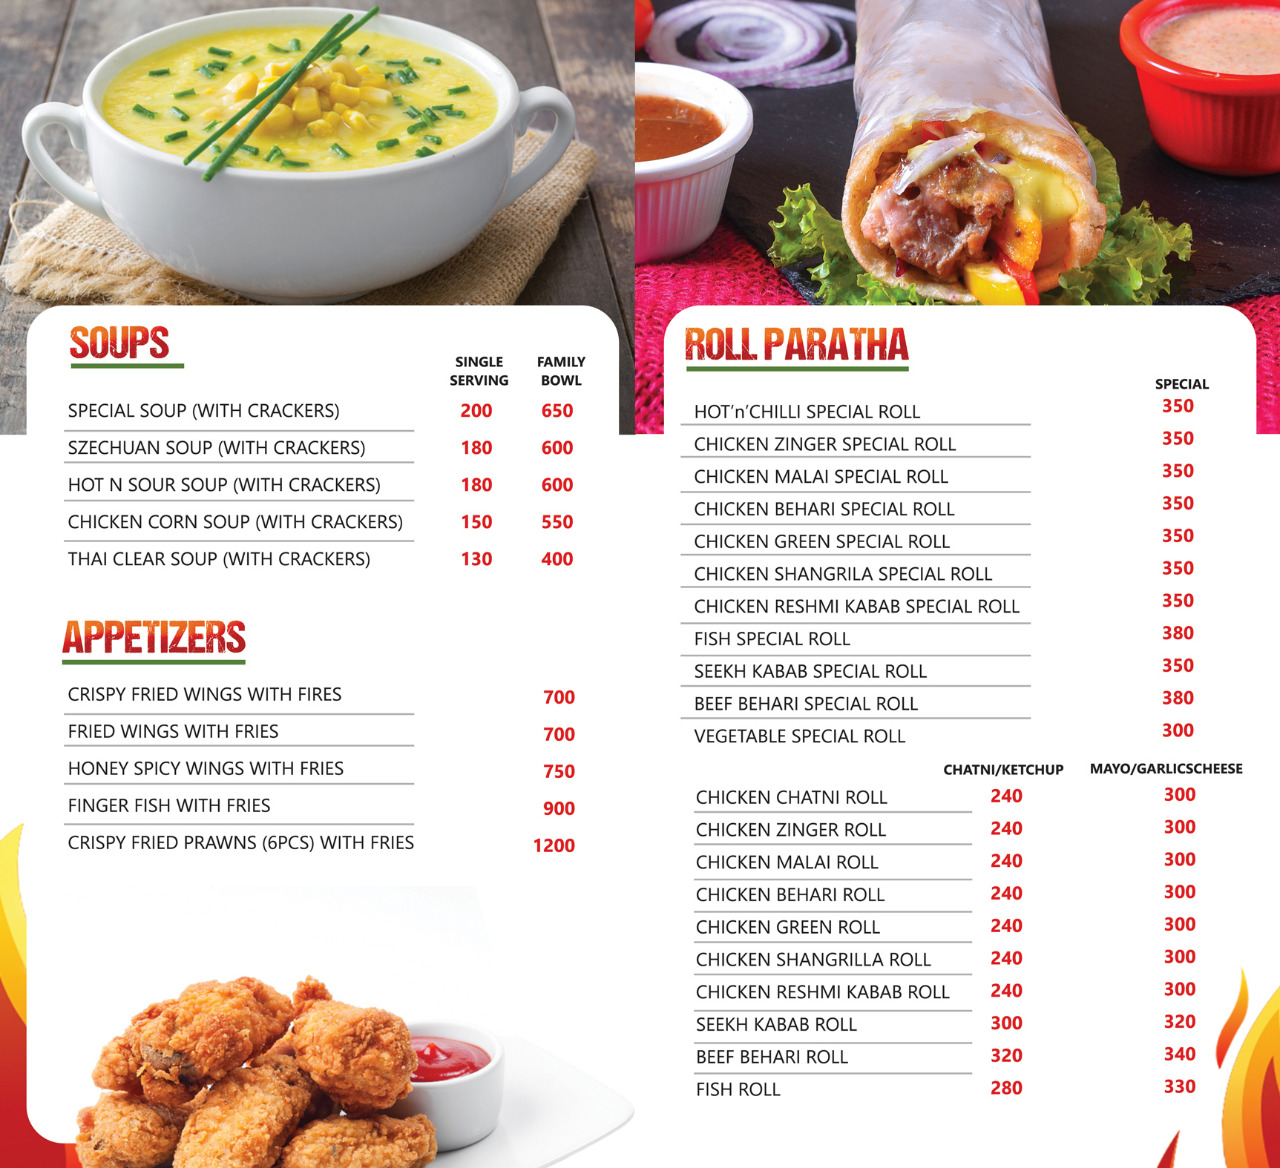 SOUPS
SINGLE SERVING FAMILY BOWL
SPECIAL SOUP (WITH CRACKERS) 200 650
SZECHUAN SOUP (WITH CRACKERS) 180 600
HOT N SOUR SOUP (WITH CRACKERS) 180 600
CHICKEN CORN SOUP (WITH CRACKERS) 150 550
THAI CLEAR SOUP (WITH CRACKERS) 130 400
APPETIZERS
CRISPY FRIED WINGS WITH FIRES 700
FRIED WINGS WITH FRIES 700
HONEY SPICY WINGS WITH FRIES 750
FINGER FISH WITH FRIES 900
CRISPY FRIED PRAWNS (6PCS) WITH FRIES 1200
ROLL PARATHA
SPECIAL
HOT'n'CHILLI SPECIAL ROLL 350
CHICKEN ZINGER SPECIAL ROLL 350
CHICKEN MALAI SPECIAL ROLL 350
CHICKEN BEHARI SPECIAL ROLL 350
CHICKEN GREEN SPECIAL ROLL 350
CHICKEN SHANGRILA SPECIAL ROLL 350
CHICKEN RESHMI KABAB SPECIAL ROLL 350
FISH SPECIAL ROLL 380
SEEKH KABAB SPECIAL ROLL 350
BEEF BEHARI SPECIAL ROLL 380
VEGETABLE SPECIAL ROLL 300
CHATNI/KETCHUP MAYO/GARLICSCHEESE
CHICKEN CHATNI ROLL 240 300
CHICKEN ZINGER ROLL 240 300
CHICKEN MALAI ROLL 240 300
CHICKEN BEHARI ROLL 240 300
CHICKEN GREEN ROLL 240 300
CHICKEN SHANGRILLA ROLL 240 300
CHICKEN RESHMI KABAB ROLL 240 300
SEEKH KABAB ROLL 300 320
BEEF BEHARI ROLL 320 340
FISH ROLL 280 330